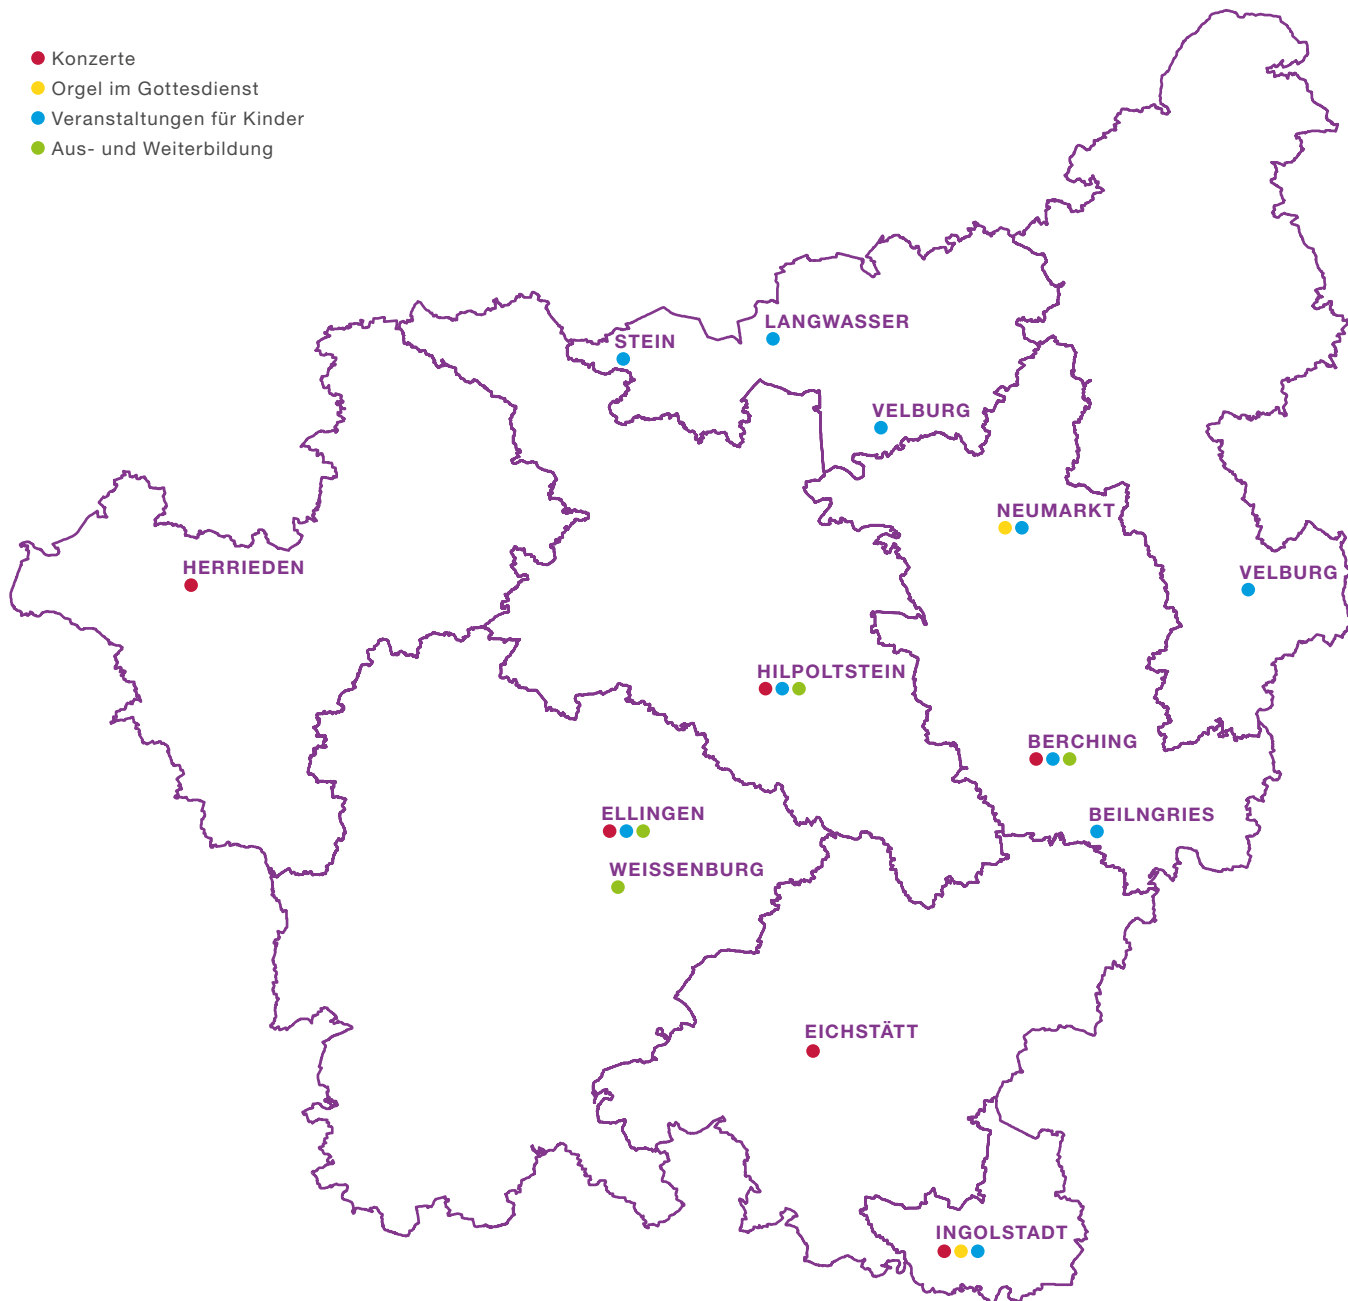 Konzerte
Orgel im Gottesdienst
Veranstaltungen für Kinder
Aus- und Weiterbildung
LANGWASSER
STEIN
VELBURG
NEUMARKT
HERRIEDEN
VELBURG
HILPOLTSTEIN
BERCHING
ELLINGEN
BEILNGRIES
WEISSENBURG
EICHSTÄTT
INGOLSTADT